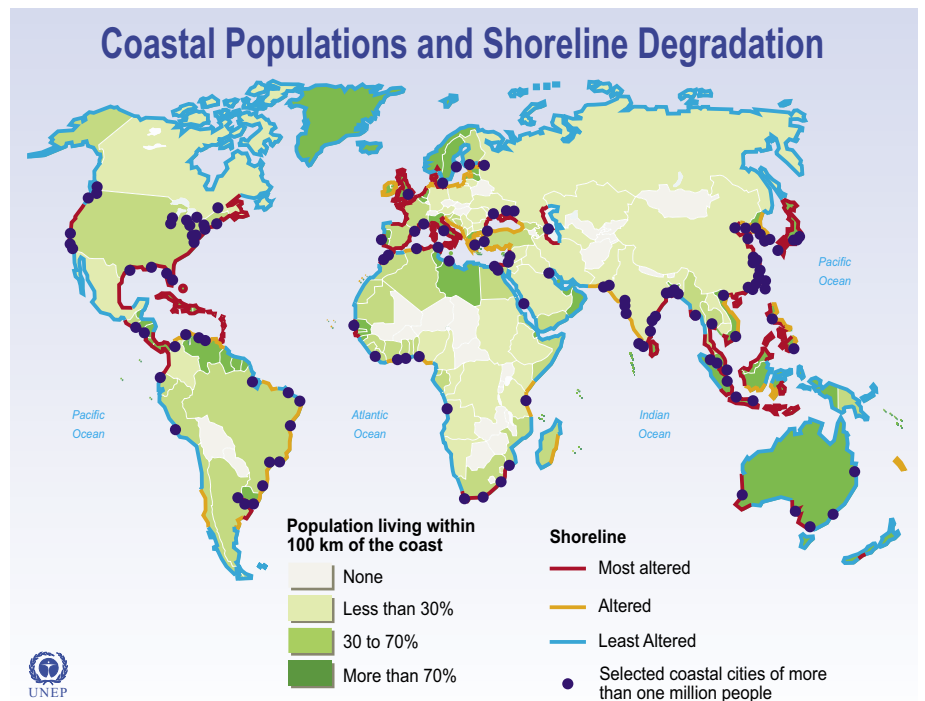 Coastal Populations and Shoreline Degradation
Pacific
Ocean
Pacific
Ocean
Atlantic
Ocean
Indian
Ocean
Population living within
100 km of the coast
None
Less than 30%
30 to 70%
More than 70%
Shoreline
Most altered
Altered
Least Altered
Selected coastal cities of more
than one million people
UNEP